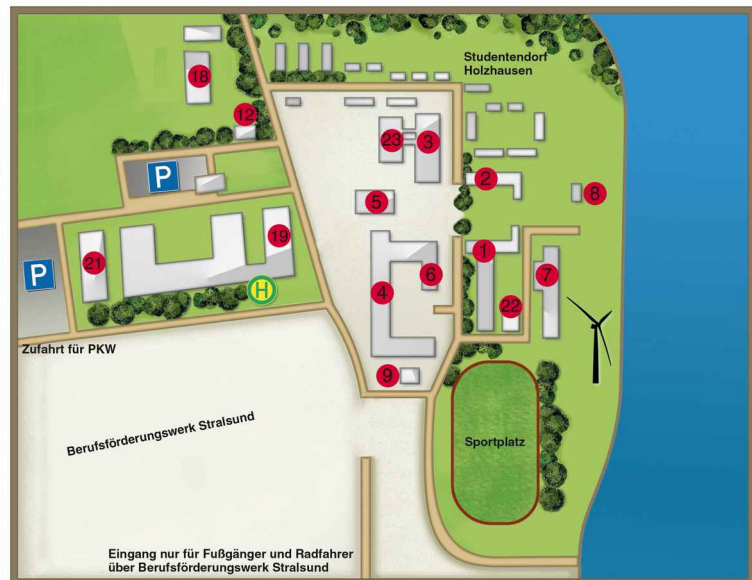 Studentendorf
Holzhausen
18
12
23
3
P
2
8
5
19
1
21
P
H
4
6
7
22
Zufahrt für PKW
9
Berufsförderungswerk Stralsund
Sportplatz
Eingang nur für Fußgänger und Radfahrer
über Berufsförderungswerk Stralsund